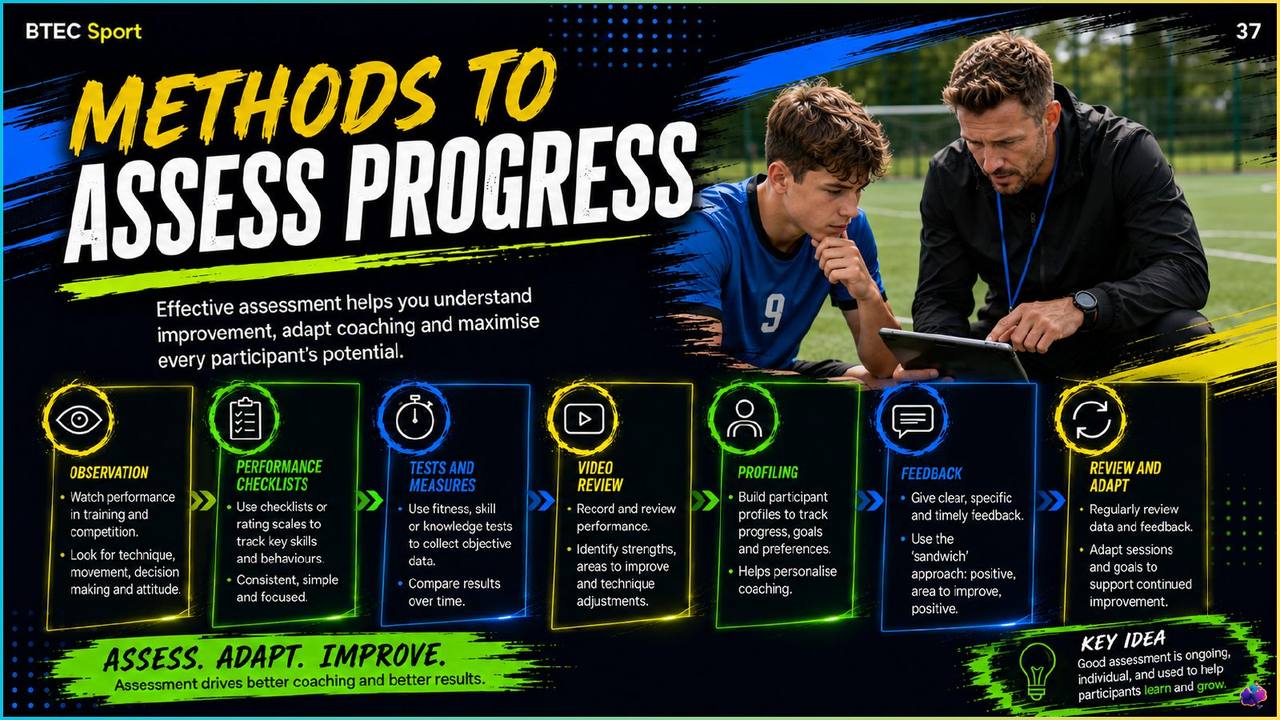 BTEC Sport
37
METHODS TO
ASSESS PROGRESS
Effective assessment helps you understand
improvement, adapt coaching and maximise
every participant's potential.
9
OBSERVATION
• Watch performance
in training and
competition.
• Look for technique,
movement, decision
making and attitude.
PERFORMANCE
CHECKLISTS
• Use checklists or
rating scales to
track key skills
and behaviours.
• Consistent, simple
and focused.
TESTS AND
MEASURES
• Use fitness, skill
or knowledge tests
to collect objective
data.
• Compare results
over time.
VIDEO
REVIEW
• Record and review
performance.
• Identify strengths,
areas to improve
and technique
adjustments.
PROFILING
• Build participant
profiles to track
progress, goals
and preferences.
• Helps personalise
coaching.
FEEDBACK
• Give clear, specific
and timely feedback.
• Use the
'sandwich'
approach: positive,
area to improve,
positive.
REVIEW AND
ADAPT
• Regularly review
data and feedback.
• Adapt sessions
and goals to
support continued
improvement.
ASSESS. ADAPT. IMPROVE.
Assessment drives better coaching and better results.
KEY IDEA
Good assessment is ongoing,
individual, and used to help
participants learn and grow.